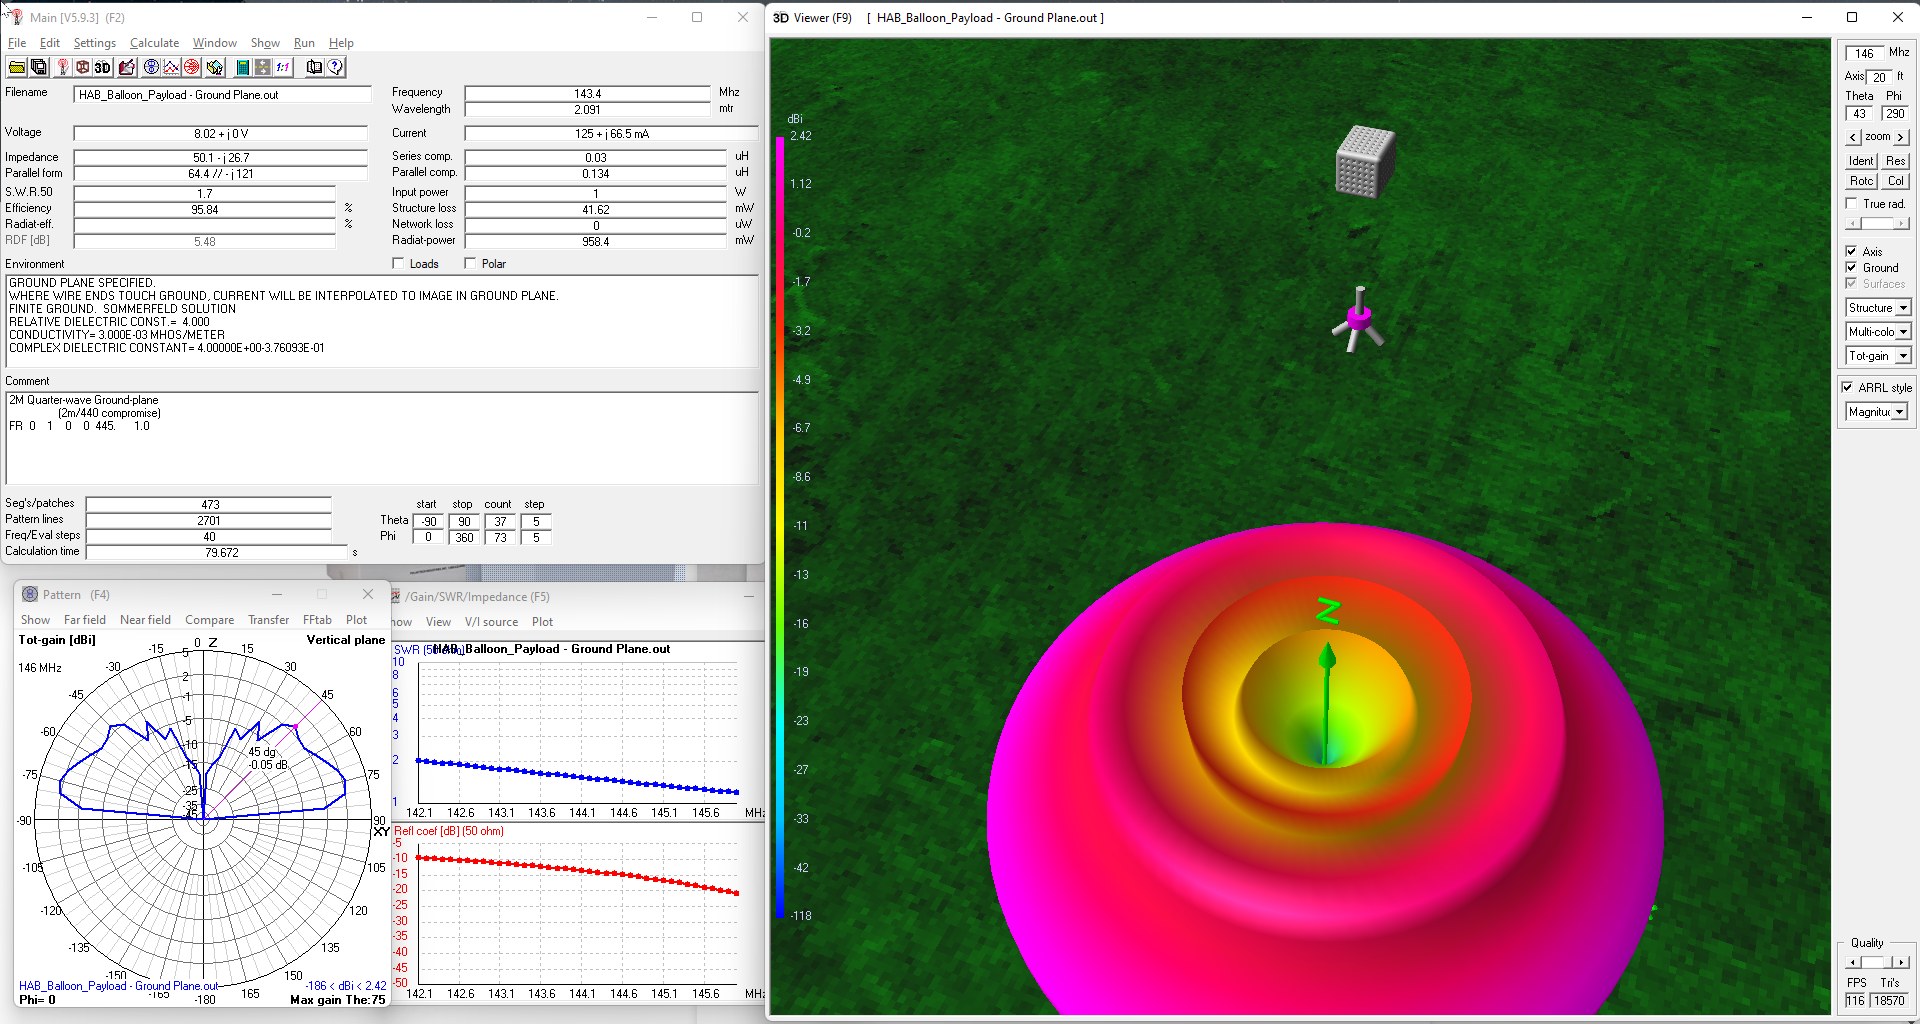 Main [V5.9.3] (F2)
File Edit Settings Calculate Window Show Run Help
3D 1:1
Filename HAB_Balloon_Payload - Ground Plane.out
Frequency 143.4 Mhz
Wavelength 2.091 mtr
Voltage 8.02 + j 0 V
Current 125 + j 66.5 mA
Impedance 50.1 - j 26.7
Series comp. 0.03 uH
Parallel form 64.4 // - j 121
Parallel comp. 0.134 uH
S.W.R.50 1.7
Input power 1 W
Efficiency 95.84 %
Structure loss 41.62 mW
Radiat-eff. %
Network loss 0 uW
RDF [dB] 5.48
Radiat-power 958.4 mW
Environment
Loads Polar
GROUND PLANE SPECIFIED.
WHERE WIRE ENDS TOUCH GROUND, CURRENT WILL BE INTERPOLATED TO IMAGE IN GROUND PLANE.
FINITE GROUND. SOMMERFELD SOLUTION
RELATIVE DIELECTRIC CONST.= 4.000
CONDUCTIVITY= 3.000E-03 MHOS/METER
COMPLEX DIELECTRIC CONSTANT= 4.00000E+00-3.76093E-01
Comment
2M Quarter-wave Ground-plane
(2m/440 compromise)
FR 0 1 0 0 445. 1.0
Seg's/patches 473
Pattern lines 2701
Freq/Eval steps 40
Calculation time 79.672 s
start stop count step
Theta -90 90 37 5
Phi 0 360 73 5
Pattern (F4)
Show Far field Near field Compare Transfer FFtab Plot
Tot-gain [dBi]
Vertical plane
146 MHz
0 Z
-15 15
-30 30
-45 45
-60 60
-75 75
-90 90
XY
-105 105
-120 120
-135 135
-150 150
-165 165
-180
5
2
-1
-5
-10
-15
-25
-35
-45
45 dg
-0.05 dB
HAB_Balloon_Payload - Ground Plane.out
-186 < dBi < 2.42
Phi= 0
Max gain The:75
/Gain/SWR/Impedance (F5)
how View V/I source Plot
SWR (50 ohm)
HAB_Balloon_Payload - Ground Plane.out
10
8
6
5
4
3
2
1
142.1 142.6 143.1 143.6 144.1 144.6 145.1 145.6 MHz
Refl coef [dB] (50 ohm)
-5
-10
-15
-20
-25
-30
-35
-40
-45
-50
142.1 142.6 143.1 143.6 144.1 144.6 145.1 145.6 MHz
3D Viewer (F9) [ HAB_Balloon_Payload - Ground Plane.out ]
dBi
2.42
1.12
-0.2
-1.7
-3.2
-4.9
-6.7
-8.6
-11
-13
-16
-19
-23
-27
-33
-42
-118
Z
146 Mhz
Axis 20 ft
Theta Phi
43 290
< zoom >
Ident Res
Rotc Col
True rad.
Axis
Ground
Surfaces
Structure
Multi-colo
Tot-gain
ARRL style
Magnitu
Quality
FPS Tri's
116 18570